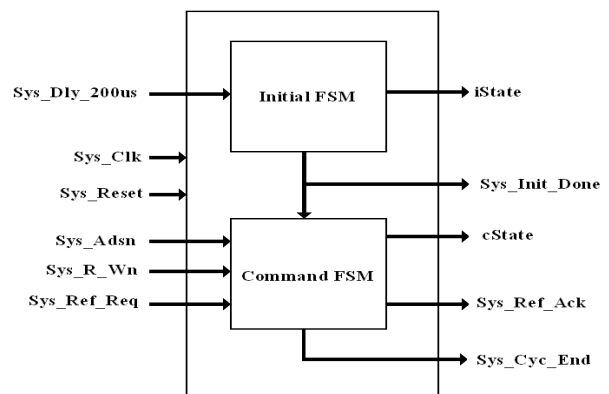 Sys_Dly_200us
Initial FSM
iState
Sys_Clk
Sys_Reset
Sys_Init_Done
Sys_Adsn
cState
Sys_R_Wn
Command FSM
Sys_Ref_Req
Sys_Ref_Ack
Sys_Cyc_End